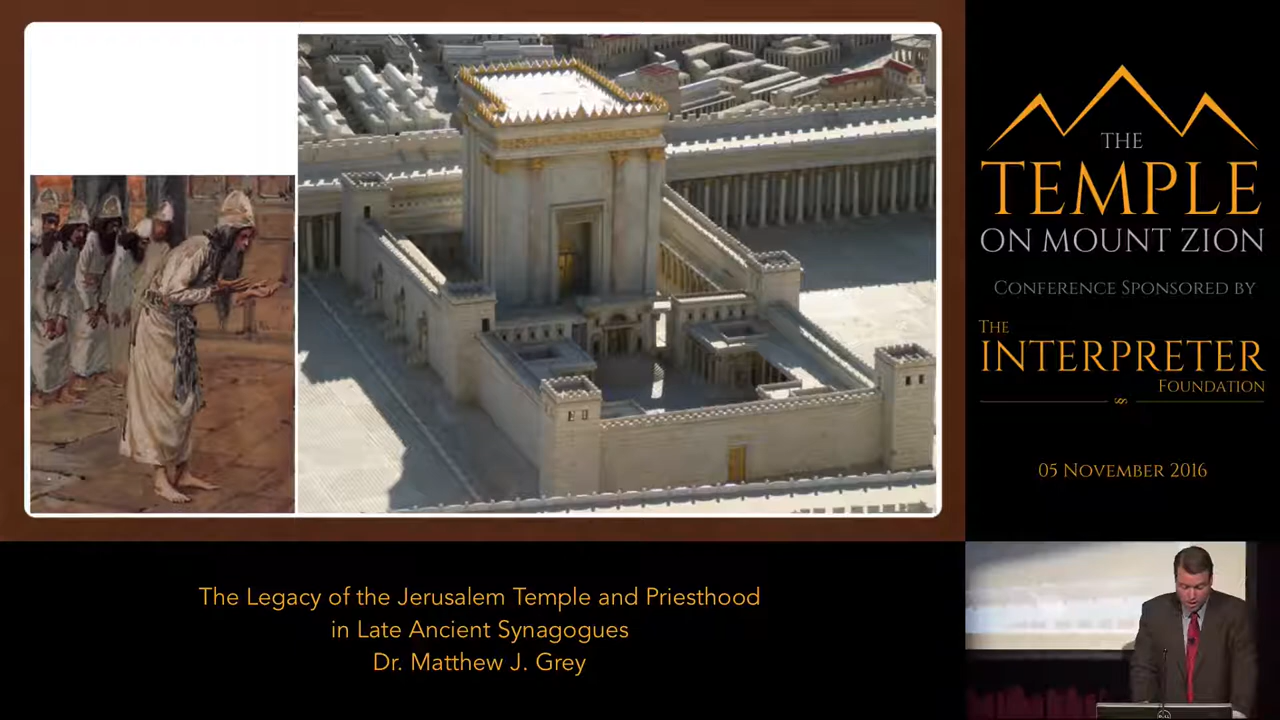 THE
TEMPLE
ON MOUNT ZION
CONFERENCE SPONSORED BY
THE
INTERPRETER
FOUNDATION
05 NOVEMBER 2016
The Legacy of the Jerusalem Temple and Priesthood
in Late Ancient Synagogues
Dr. Matthew J. Grey